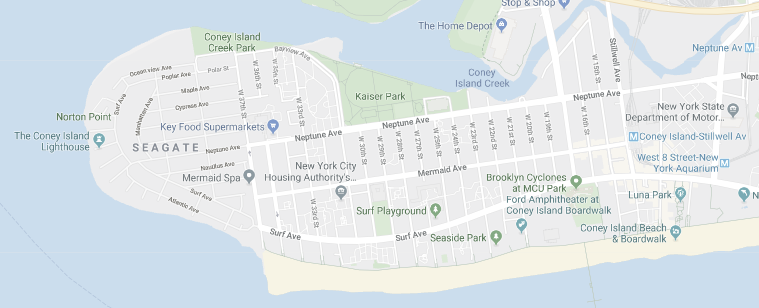 Stop & Shop
The Home Depot
Coney Island
Creek Park
Bayview Ave
Ocean view Ave
Poplar Ave
Polar St
W 36th St
W 35th St
Stillwell Ave
W 15th St
Neptune Av
Coney
Island Creek
Maple Ave
Surf Ave
Manhattan Ave
Cypress Ave
W 37th St
W 33rd St
Kaiser Park
Neptune Ave
Norton Point
The Coney Island
Lighthouse
Key Food Supermarkets
Neptune Ave
Neptune Ave
New York State
Department of Motor...
SEAGATE
Neptune Ave
W 30th St
W 29th St
W 28th St
W 27th St
W 25th St
W 24th St
W 23rd St
W 22nd St
W 21st St
W 20th St
W 19th St
W 16th St
Coney Island-Stillwell Av
Nautilus Ave
New York City
Housing Authority's...
Mermaid Ave
West 8 Street-New
York Aquarium
Mermaid Spa
Brooklyn Cyclones
at MCU Park
Surf Ave
Atlantic Ave
W 33rd St
Surf Playground
Ford Amphitheater at
Coney Island Boardwalk
Luna Park
Surf Ave
Surf Ave
Seaside Park
Coney Island Beach
& Boardwalk